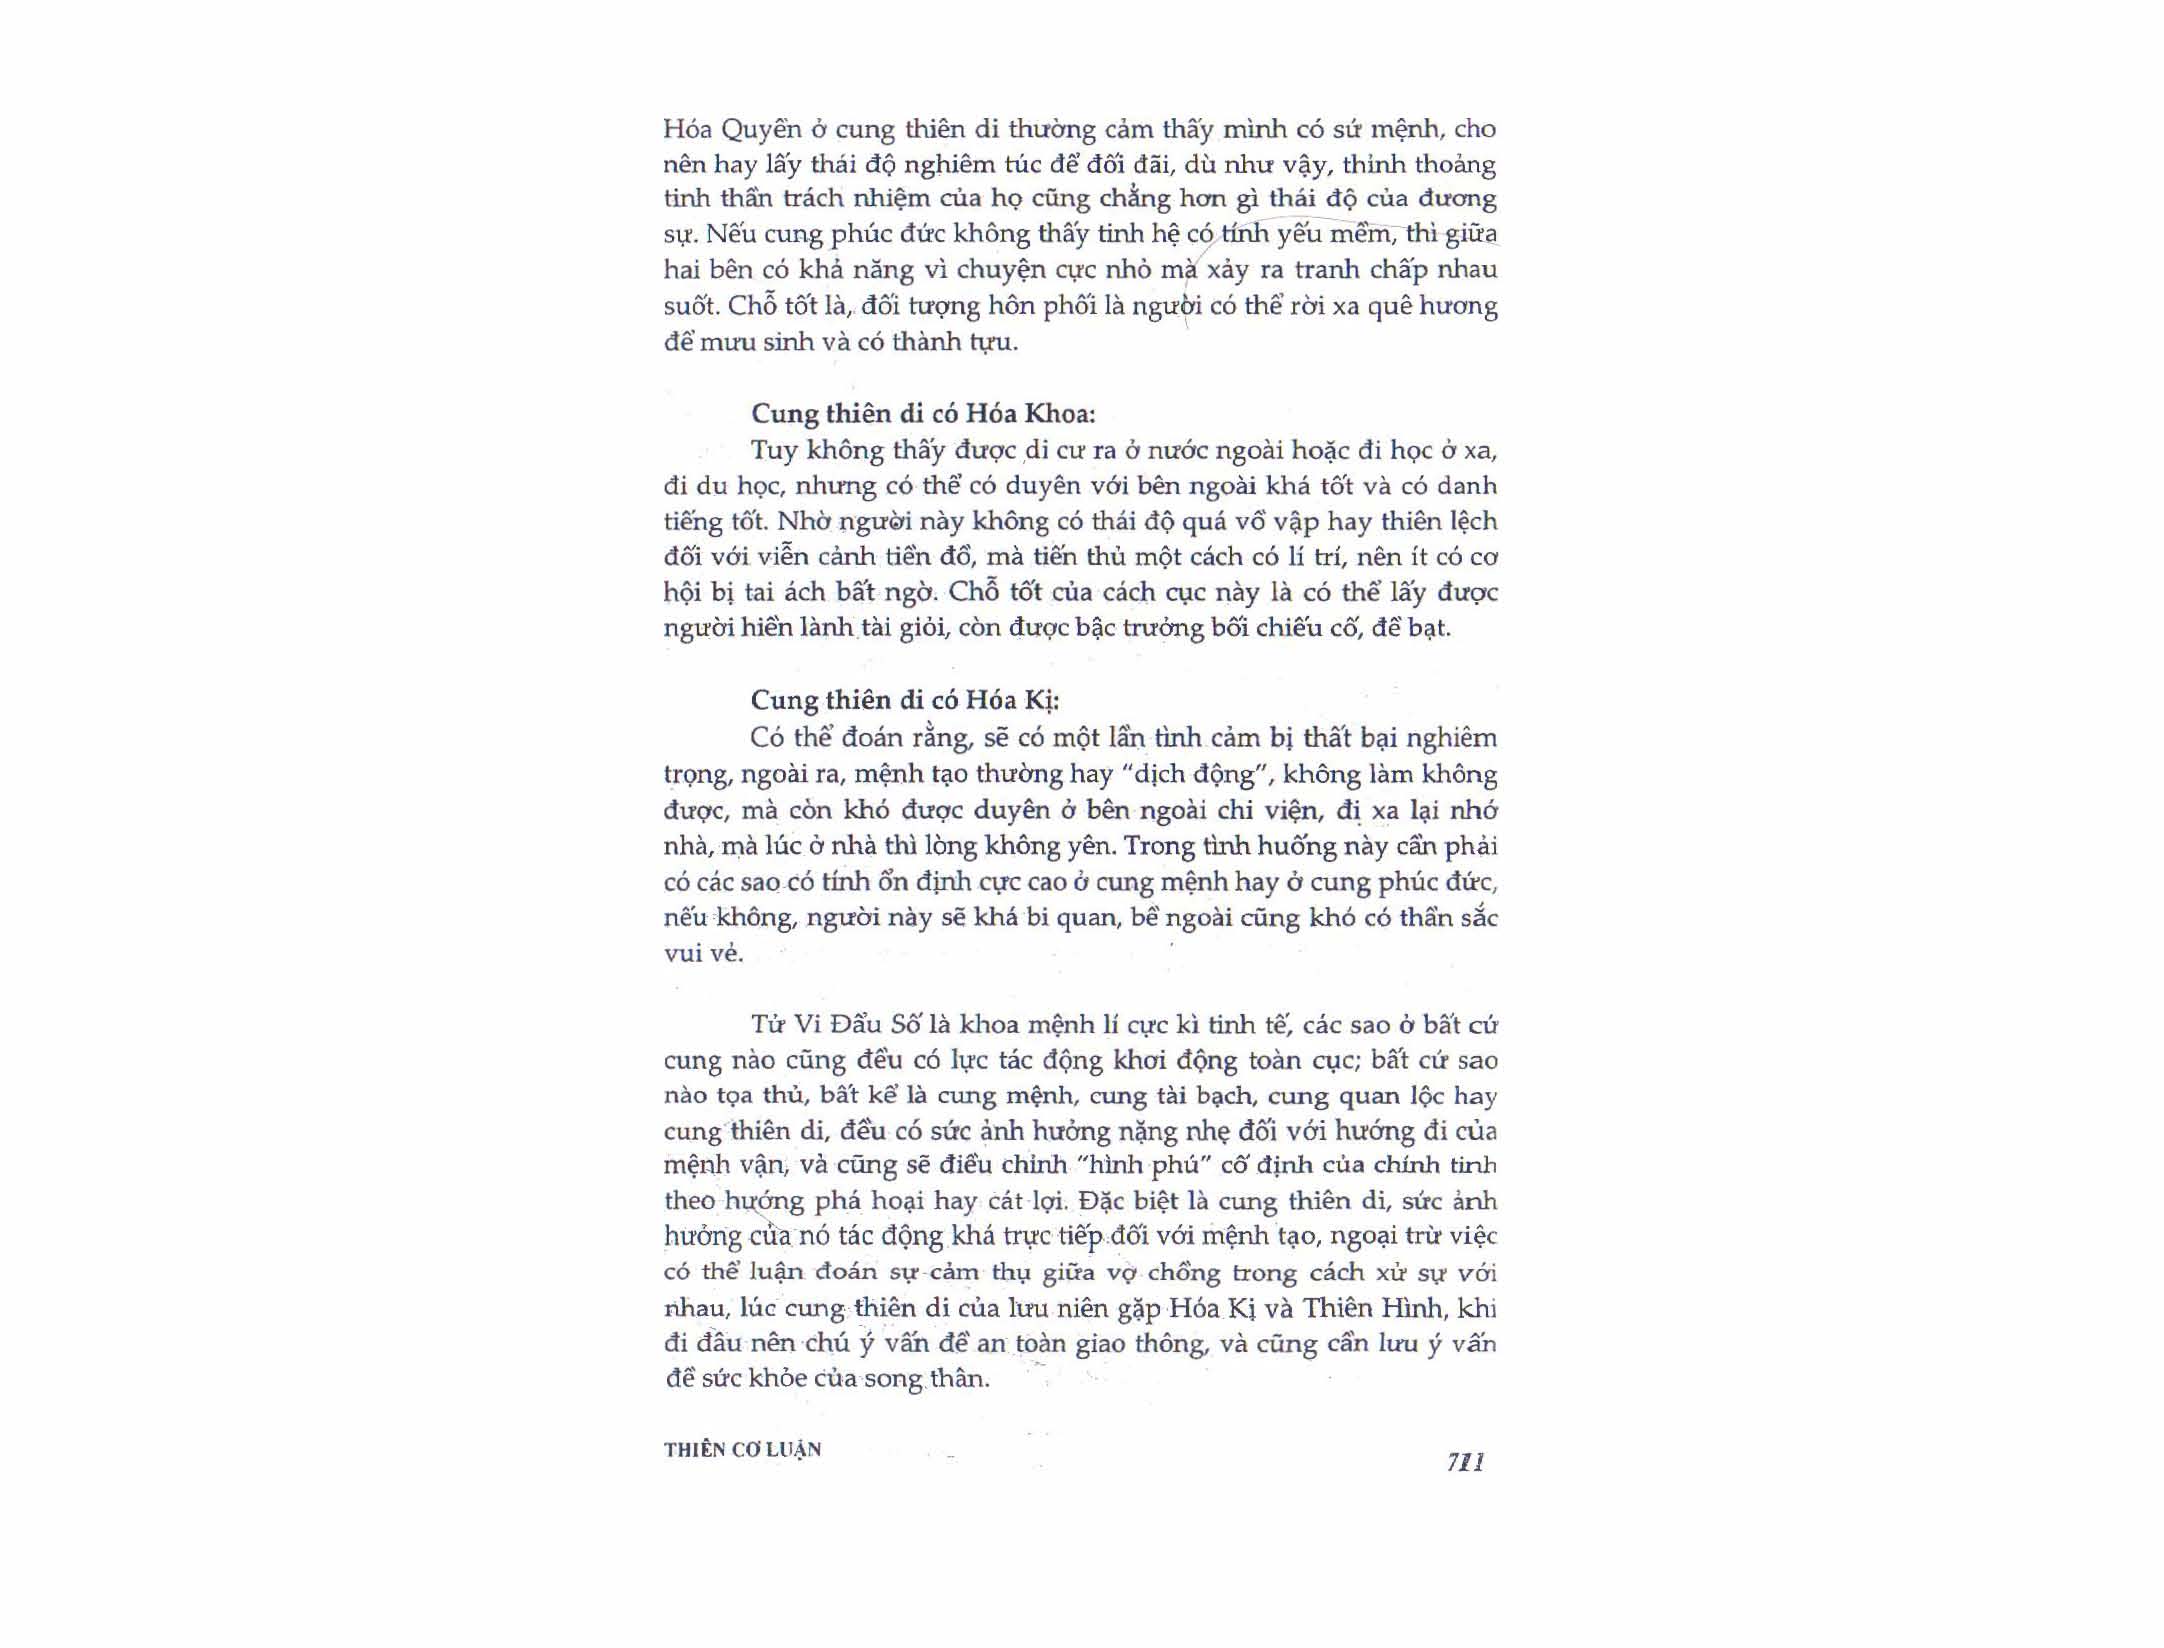 Hóa Quyền ở cung thiên di thường cảm thấy mình có sứ mệnh, cho
nên hay lấy thái độ nghiêm túc để đối đãi, dù như vậy, thỉnh thoảng
tinh thần trách nhiệm của họ cũng chẳng hơn gì thái độ của đương
sự. Nếu cung phúc đức không thấy tinh hệ có tính yếu mềm, thì giữa
hai bên có khả năng vì chuyện cực nhỏ mà xảy ra tranh chấp nhau
suốt. Chỗ tốt là, đối tượng hôn phối là người có thể rời xa quê hương
để mưu sinh và có thành tựu.
Cung thiên di có Hóa Khoa:
Tuy không thấy được di cư ra ở nước ngoài hoặc đi học ở xa,
đi du học, nhưng có thể có duyên với bên ngoài khá tốt và có danh
tiếng tốt. Nhờ người này không có thái độ quá vồ vập hay thiên lệch
đối với viễn cảnh tiền đồ, mà tiến thủ một cách có lí trí, nên ít có cơ
hội bị tai ách bất ngờ. Chỗ tốt của cách cục này là có thể lấy được
người hiền lành tài giỏi, còn được bậc trưởng bối chiếu cố, đề bạt.
Cung thiên di có Hóa Kị:
Có thể đoán rằng, sẽ có một lần tình cảm bị thất bại nghiêm
trọng, ngoài ra, mệnh tạo thường hay "dịch động", không làm không
được, mà còn khó được duyên ở bên ngoài chi viện, đi xa lại nhớ
nhà, mà lúc ở nhà thì lòng không yên. Trong tình huống này cần phải
có các sao có tính ổn định cực cao ở cung mệnh hay ở cung phúc đức,
nếu không, người này sẽ khá bi quan, bề ngoài cũng khó có thần sắc
vui vẻ.
Tử Vi Đẩu Số là khoa mệnh lí cực kì tinh tế, các sao ở bất cứ
cung nào cũng đều có lực tác động khơi động toàn cục; bất cứ sao
nào tọa thủ, bất kể là cung mệnh, cung tài bạch, cung quan lộc hay
cung thiên di, đều có sức ảnh hưởng nặng nhẹ đối với hướng đi của
mệnh vận, và cũng sẽ điều chỉnh "hình phú" cố định của chính tinh
theo hướng phá hoại hay cát lợi. Đặc biệt là cung thiên di, sức ảnh
hưởng của nó tác động khá trực tiếp đối với mệnh tạo, ngoại trừ việc
có thể luận đoán sự cảm thụ giữa vợ chồng trong cách xử sự với
nhau, lúc cung thiên di của lưu niên gặp Hóa Kị và Thiên Hình, khi
đi đâu nên chú ý vấn đề an toàn giao thông, và cũng cần lưu ý vấn
đề sức khỏe của song thân.
THIÊN CƠ LUẬN
711